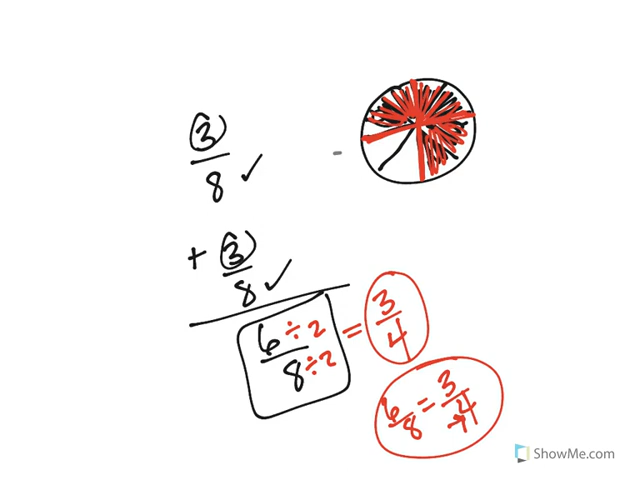 3/8 ✓
+ 3/8 ✓
6 ÷2 / 8 ÷2 = 3/4
6/8 = 3/4
ShowMe.com